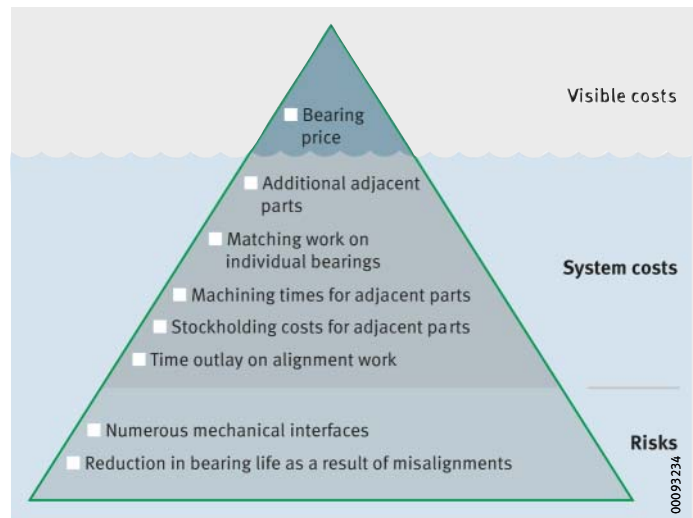 Visible costs
Bearing
price
Additional adjacent
parts
Matching work on
individual bearings
System costs
Machining times for adjacent parts
Stockholding costs for adjacent parts
Time outlay on alignment work
Numerous mechanical interfaces
Risks
Reduction in bearing life as a result of misalignments
00093234